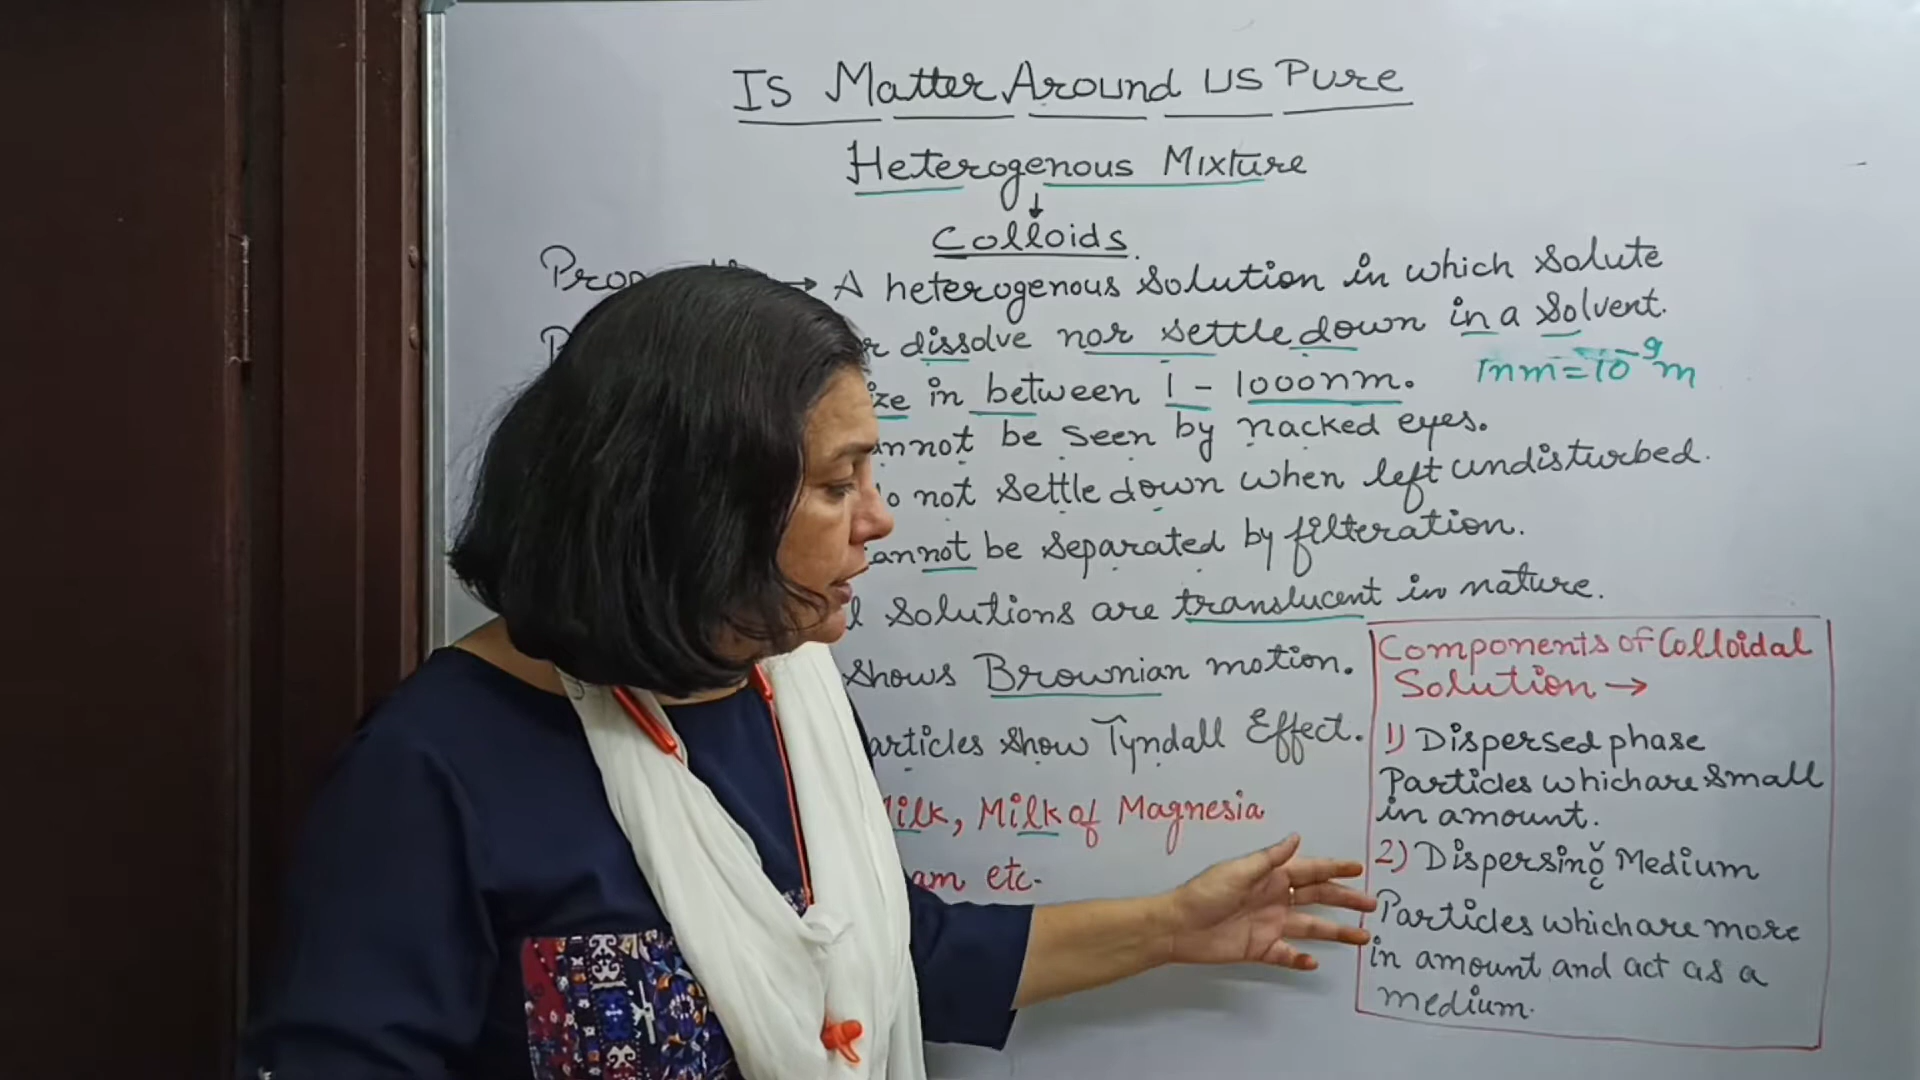 Is Matter Around US Pure
Heterogenous Mixture
↓
Colloids.
→ A heterogenous solution in which solute
dissolve nor settle down in a solvent.
in between 1 - 1000nm. 1nm = 10⁻⁹m
be seen by nacked eyes.
not settle down when left undisturbed.
be separated by filteration.
solutions are translucent in nature.
shows Brownian motion.
show Tyndall Effect.
Milk of Magnesia
etc.
Components of Colloidal
Solution →
1) Dispersed phase
Particles which are small
in amount.
2) Dispersing Medium
Particles which are more
in amount and act as a
medium.